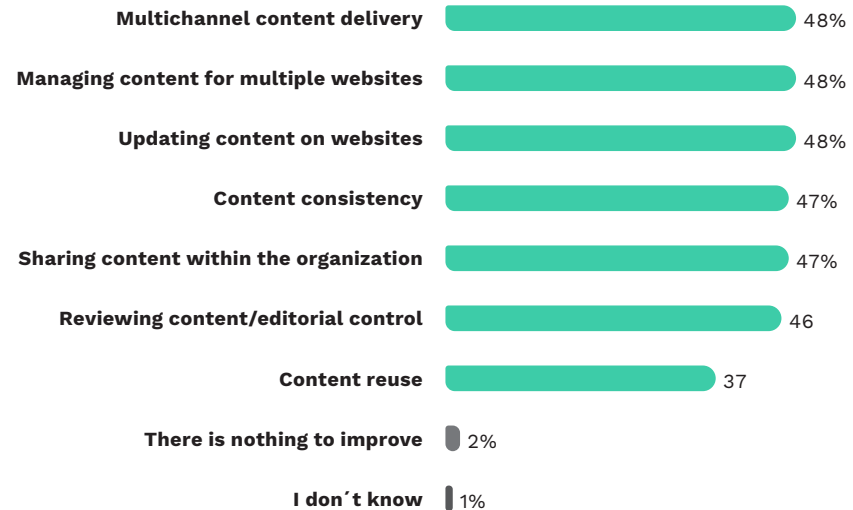 Multichannel content delivery 48%
Managing content for multiple websites 48%
Updating content on websites 48%
Content consistency 47%
Sharing content within the organization 47%
Reviewing content/editorial control 46
Content reuse 37
There is nothing to improve 2%
I don´t know 1%